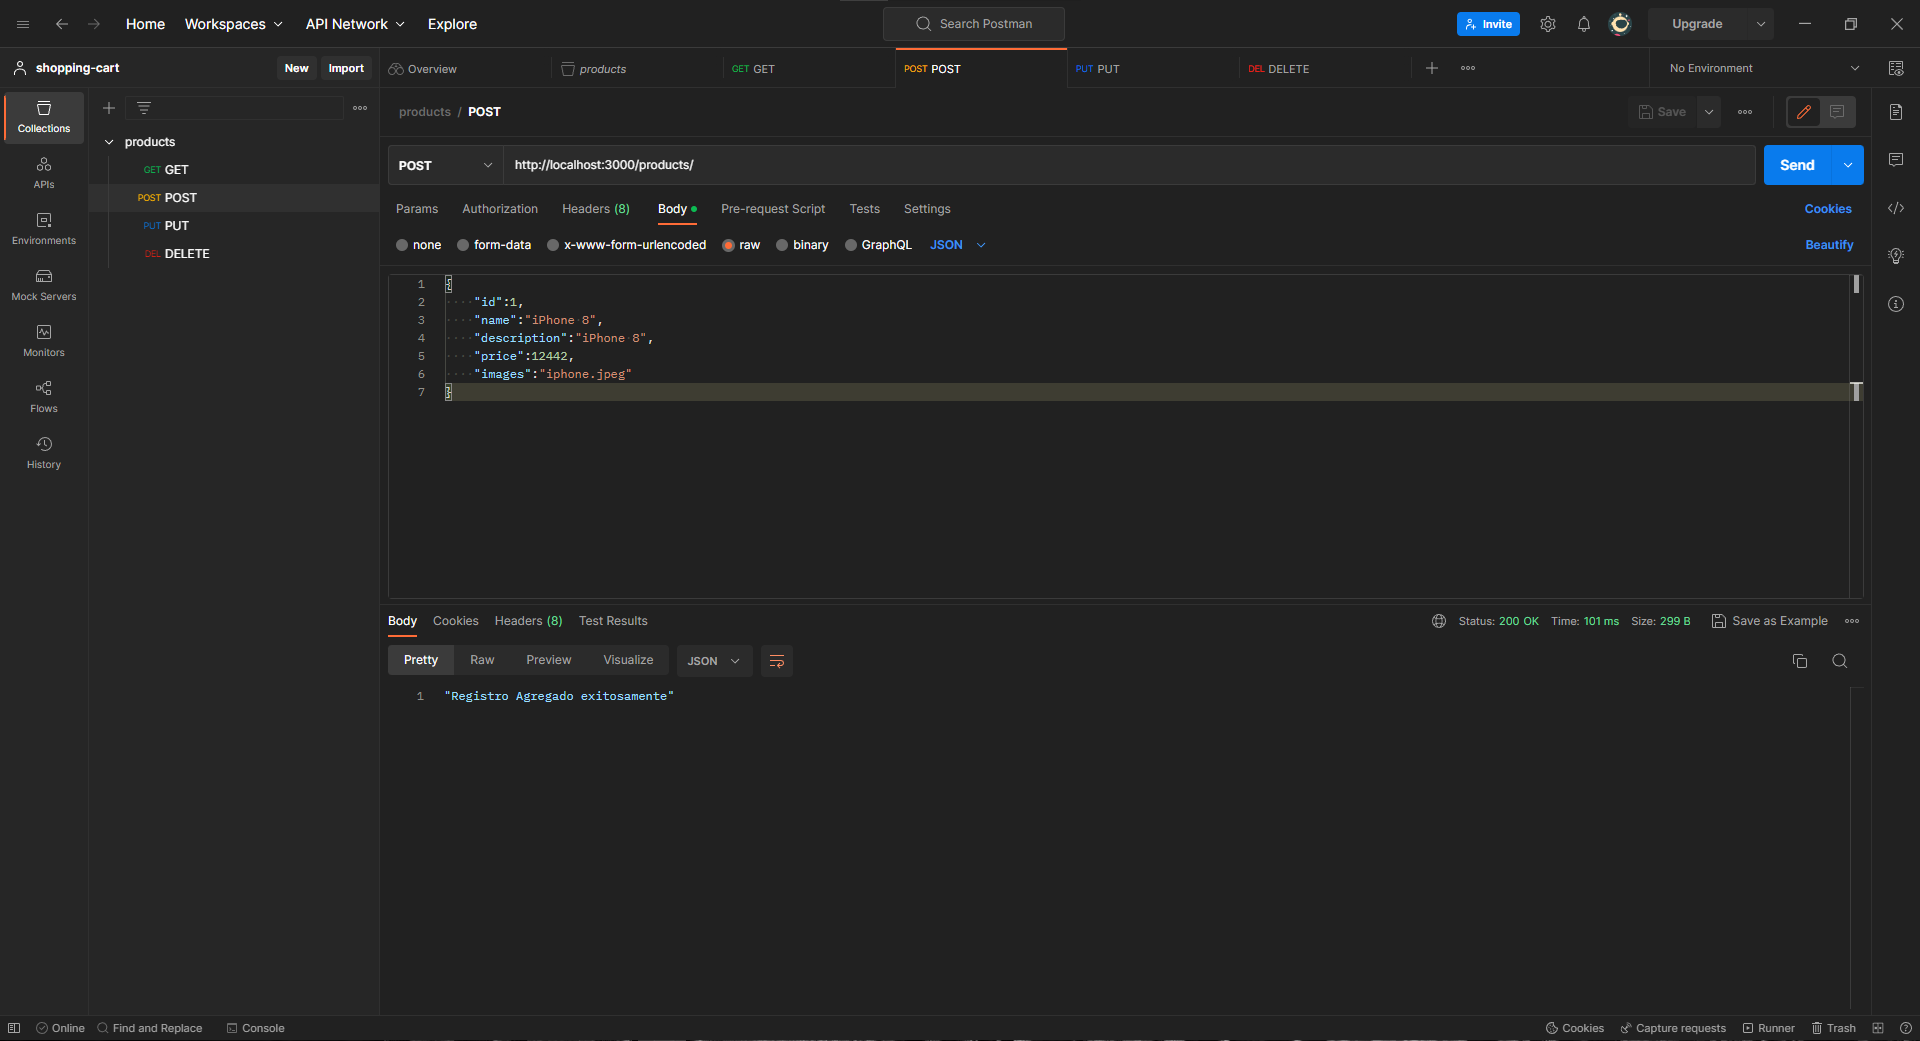 Home Workspaces API Network Explore Search Postman Invite Upgrade
shopping-cart New Import Overview products GET GET POST POST PUT PUT DEL DELETE No Environment
Collections
APIs
Environments
Mock Servers
Monitors
Flows
History
products
GET GET
POST POST
PUT PUT
DEL DELETE
products / POST Save
POST http://localhost:3000/products/ Send
Params Authorization Headers (8) Body Pre-request Script Tests Settings Cookies
none form-data x-www-form-urlencoded raw binary GraphQL JSON Beautify
1 {
2 "id":1,
3 "name":"iPhone 8",
4 "description":"iPhone 8",
5 "price":12442,
6 "images":"iphone.jpeg"
7 }
Body Cookies Headers (8) Test Results Status: 200 OK Time: 101 ms Size: 299 B Save as Example
Pretty Raw Preview Visualize JSON
1 "Registro Agregado exitosamente"
Online Find and Replace Console Cookies Capture requests Runner Trash